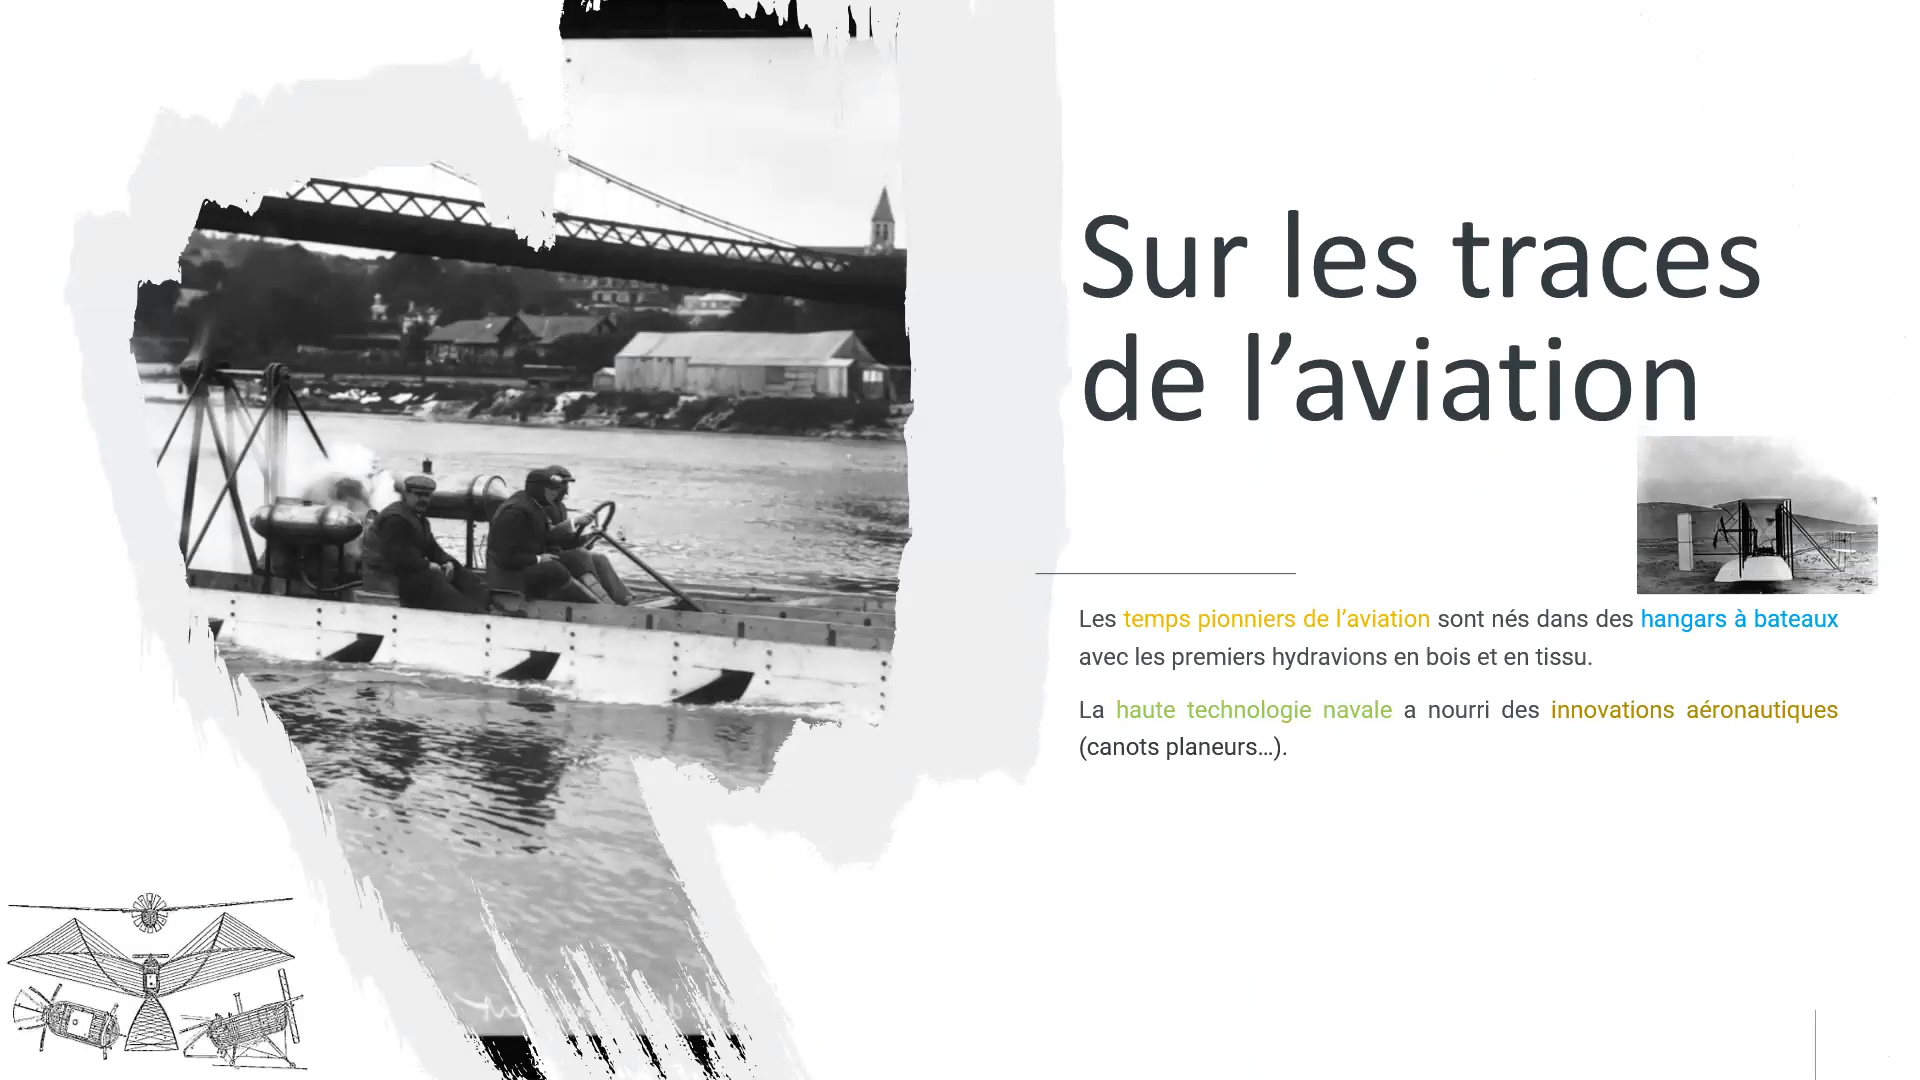 Sur les traces
de l’aviation
Les temps pionniers de l’aviation sont nés dans des hangars à bateaux
avec les premiers hydravions en bois et en tissu.
La haute technologie navale a nourri des innovations aéronautiques
(canots planeurs…).